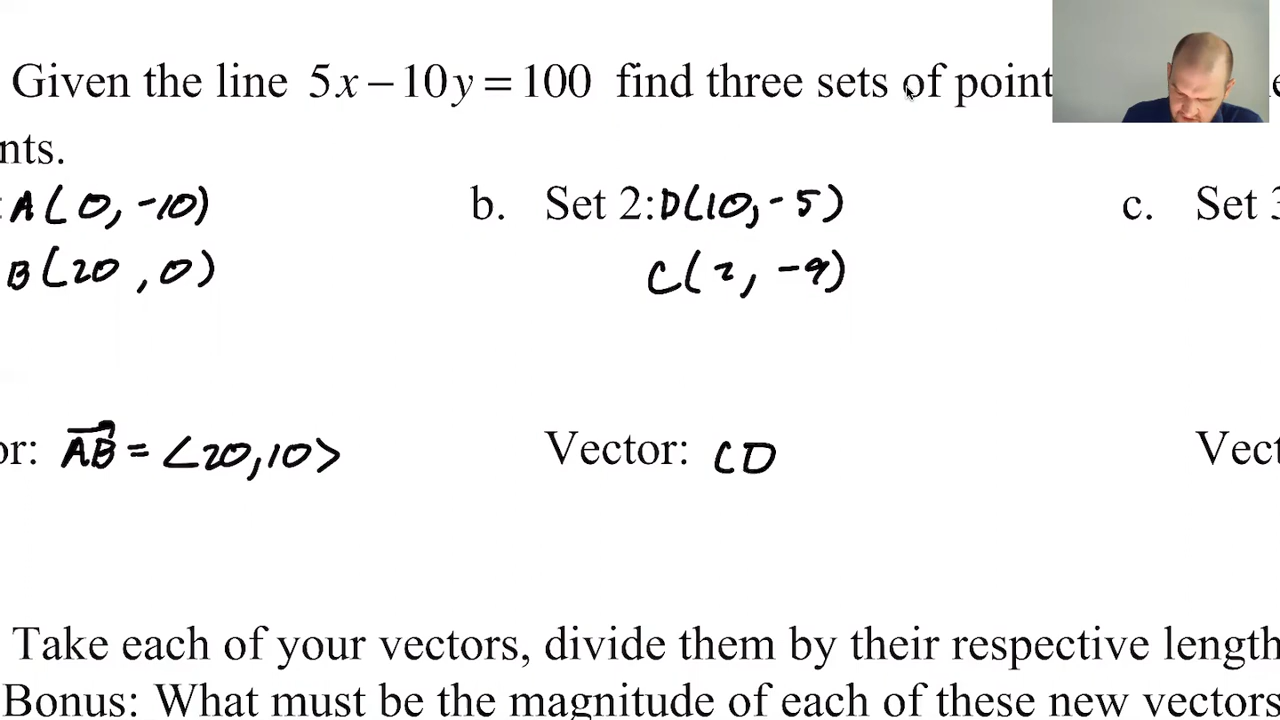 Given the line 5x – 10y = 100 find three sets of point
nts.
A(0, -10)
B(20, 0)
b. Set 2: D(10, -5)
C(2, -9)
c. Set 3
or: AB = <20, 10>
Vector: CD
Vect
Take each of your vectors, divide them by their respective length
Bonus: What must be the magnitude of each of these new vectors